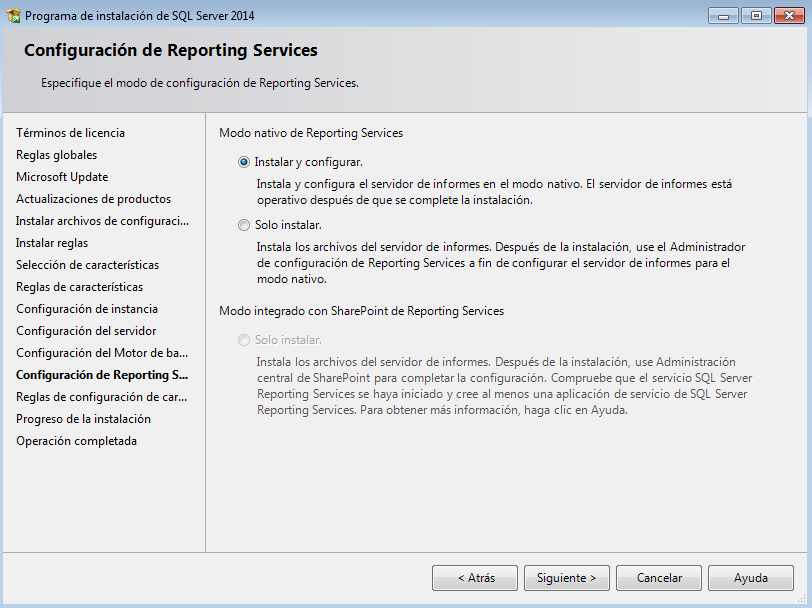 Programa de instalación de SQL Server 2014
Configuración de Reporting Services
Especifique el modo de configuración de Reporting Services.
Términos de licencia
Reglas globales
Microsoft Update
Actualizaciones de productos
Instalar archivos de configuraci...
Instalar reglas
Selección de características
Reglas de características
Configuración de instancia
Configuración del servidor
Configuración del Motor de ba...
Configuración de Reporting S...
Reglas de configuración de car...
Progreso de la instalación
Operación completada
Modo nativo de Reporting Services
Instalar y configurar.
Instala y configura el servidor de informes en el modo nativo. El servidor de informes está
operativo después de que se complete la instalación.
Solo instalar.
Instala los archivos del servidor de informes. Después de la instalación, use el Administrador
de configuración de Reporting Services a fin de configurar el servidor de informes para el
modo nativo.
Modo integrado con SharePoint de Reporting Services
Solo instalar.
Instala los archivos del servidor de informes. Después de la instalación, use Administración
central de SharePoint para completar la configuración. Compruebe que el servicio SQL Server
Reporting Services se haya iniciado y cree al menos una aplicación de servicio de SQL Server
Reporting Services. Para obtener más información, haga clic en Ayuda.
< Atrás
Siguiente >
Cancelar
Ayuda